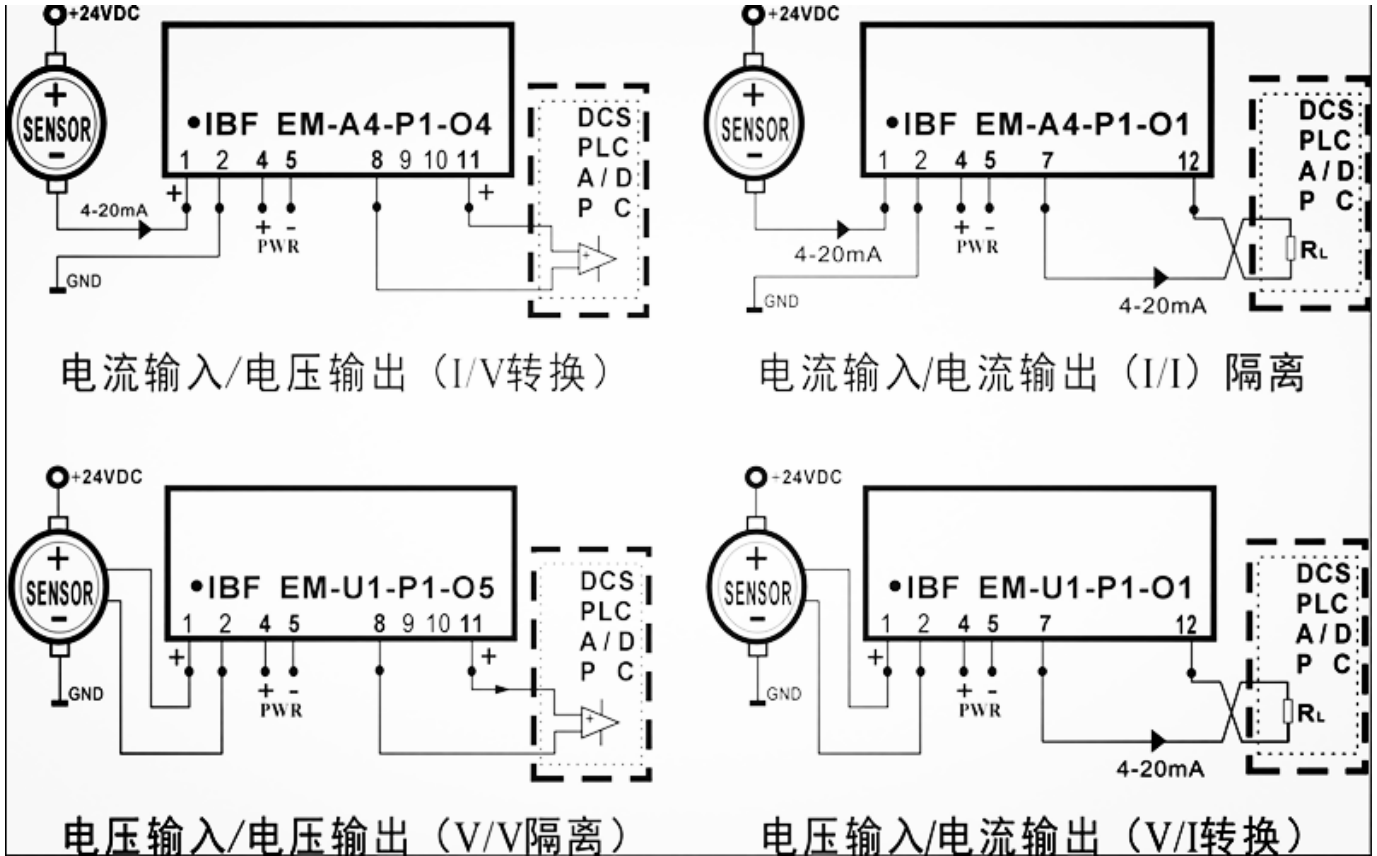 +24VDC
SENSOR
+
-
•IBF EM-A4-P1-O4
1 2 4 5 8 9 10 11
+ +
4-20mA
+ -
PWR
GND
DCS
PLC
A/D
P C
+
电流输入/电压输出（I/V转换）
+24VDC
SENSOR
+
-
•IBF EM-A4-P1-O1
1 2 4 5 7 12
4-20mA
+ -
PWR
GND
4-20mA
DCS
PLC
A/D
P C
RL
电流输入/电流输出（I/I）隔离
+24VDC
SENSOR
+
-
•IBF EM-U1-P1-O5
1 2 4 5 8 9 10 11
+ +
+ -
PWR
GND
DCS
PLC
A/D
P C
+
电压输入/电压输出（V/V隔离）
+24VDC
SENSOR
+
-
•IBF EM-U1-P1-O1
1 2 4 5 7 12
+
+ -
PWR
GND
4-20mA
DCS
PLC
A/D
P C
RL
电压输入/电流输出（V/I转换）